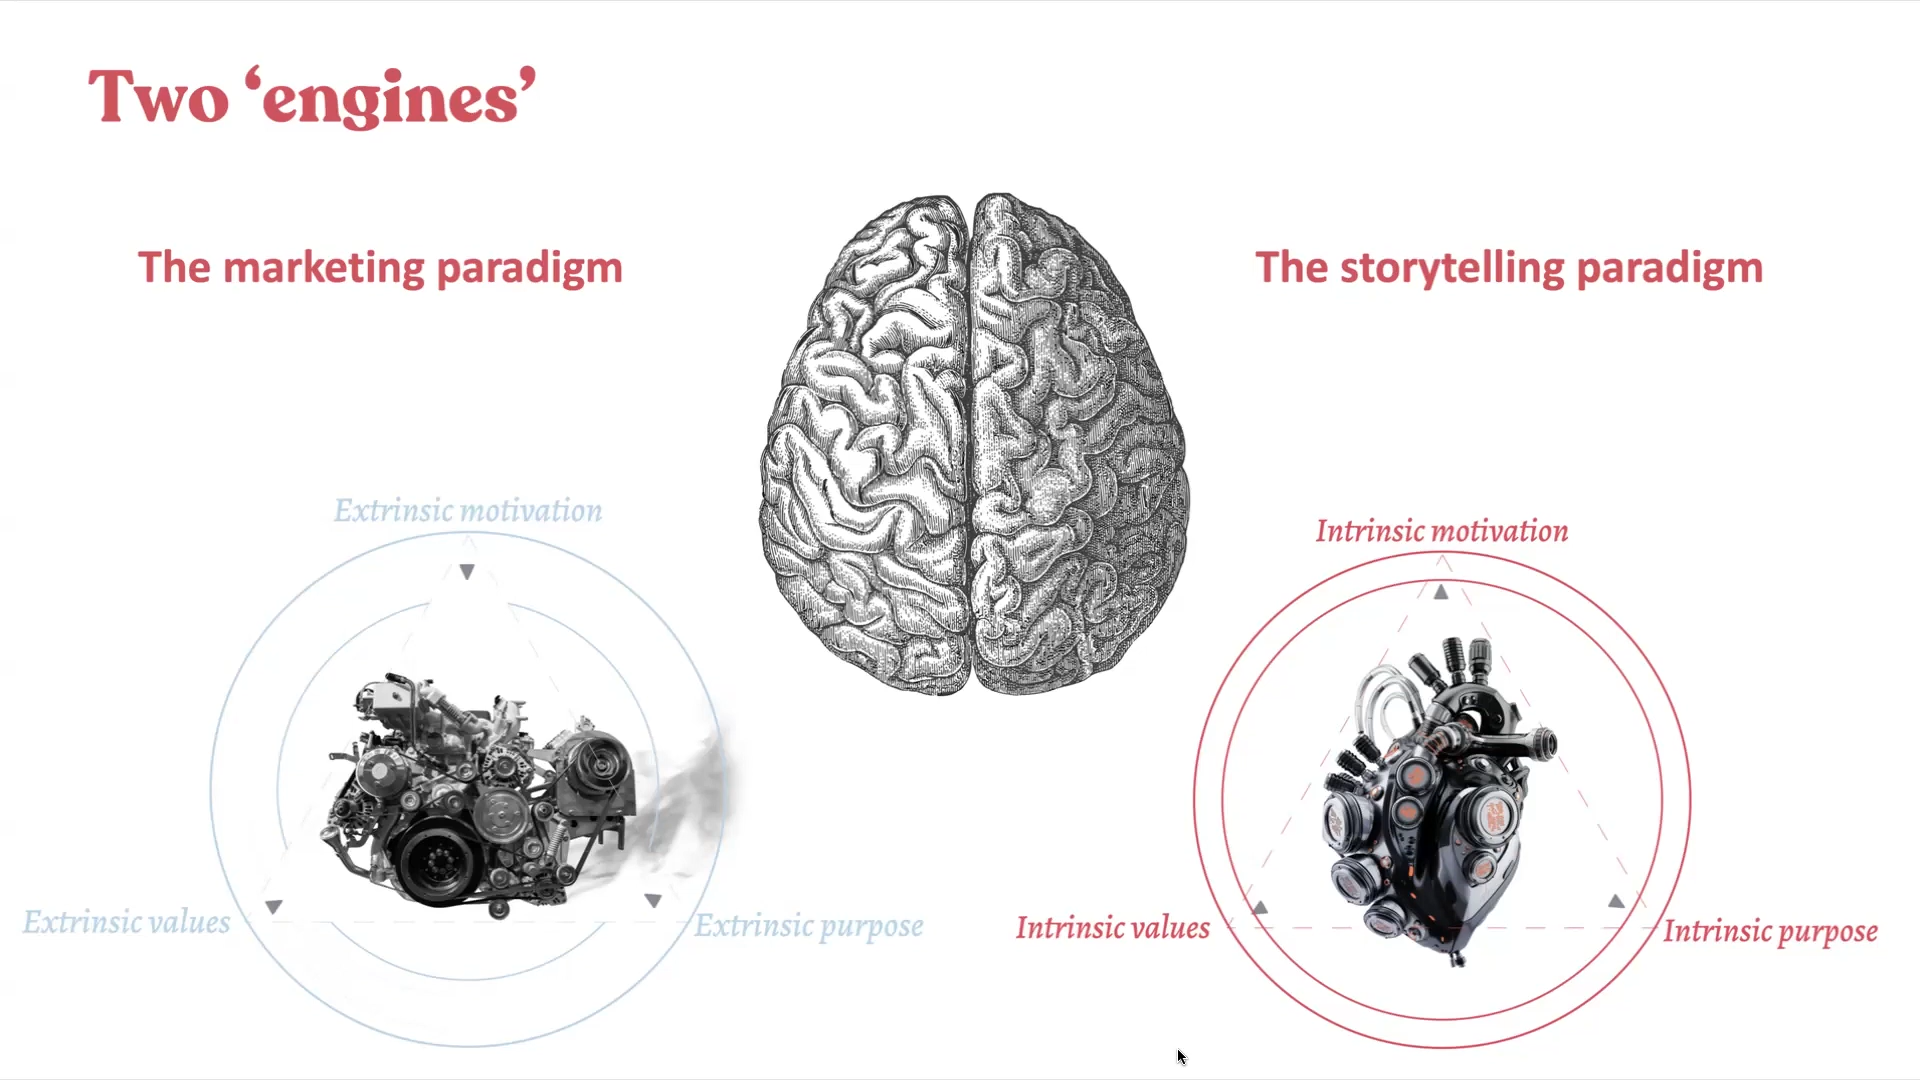 Two ‘engines’
The marketing paradigm
The storytelling paradigm
Extrinsic motivation
Extrinsic values
Extrinsic purpose
Intrinsic motivation
Intrinsic values
Intrinsic purpose